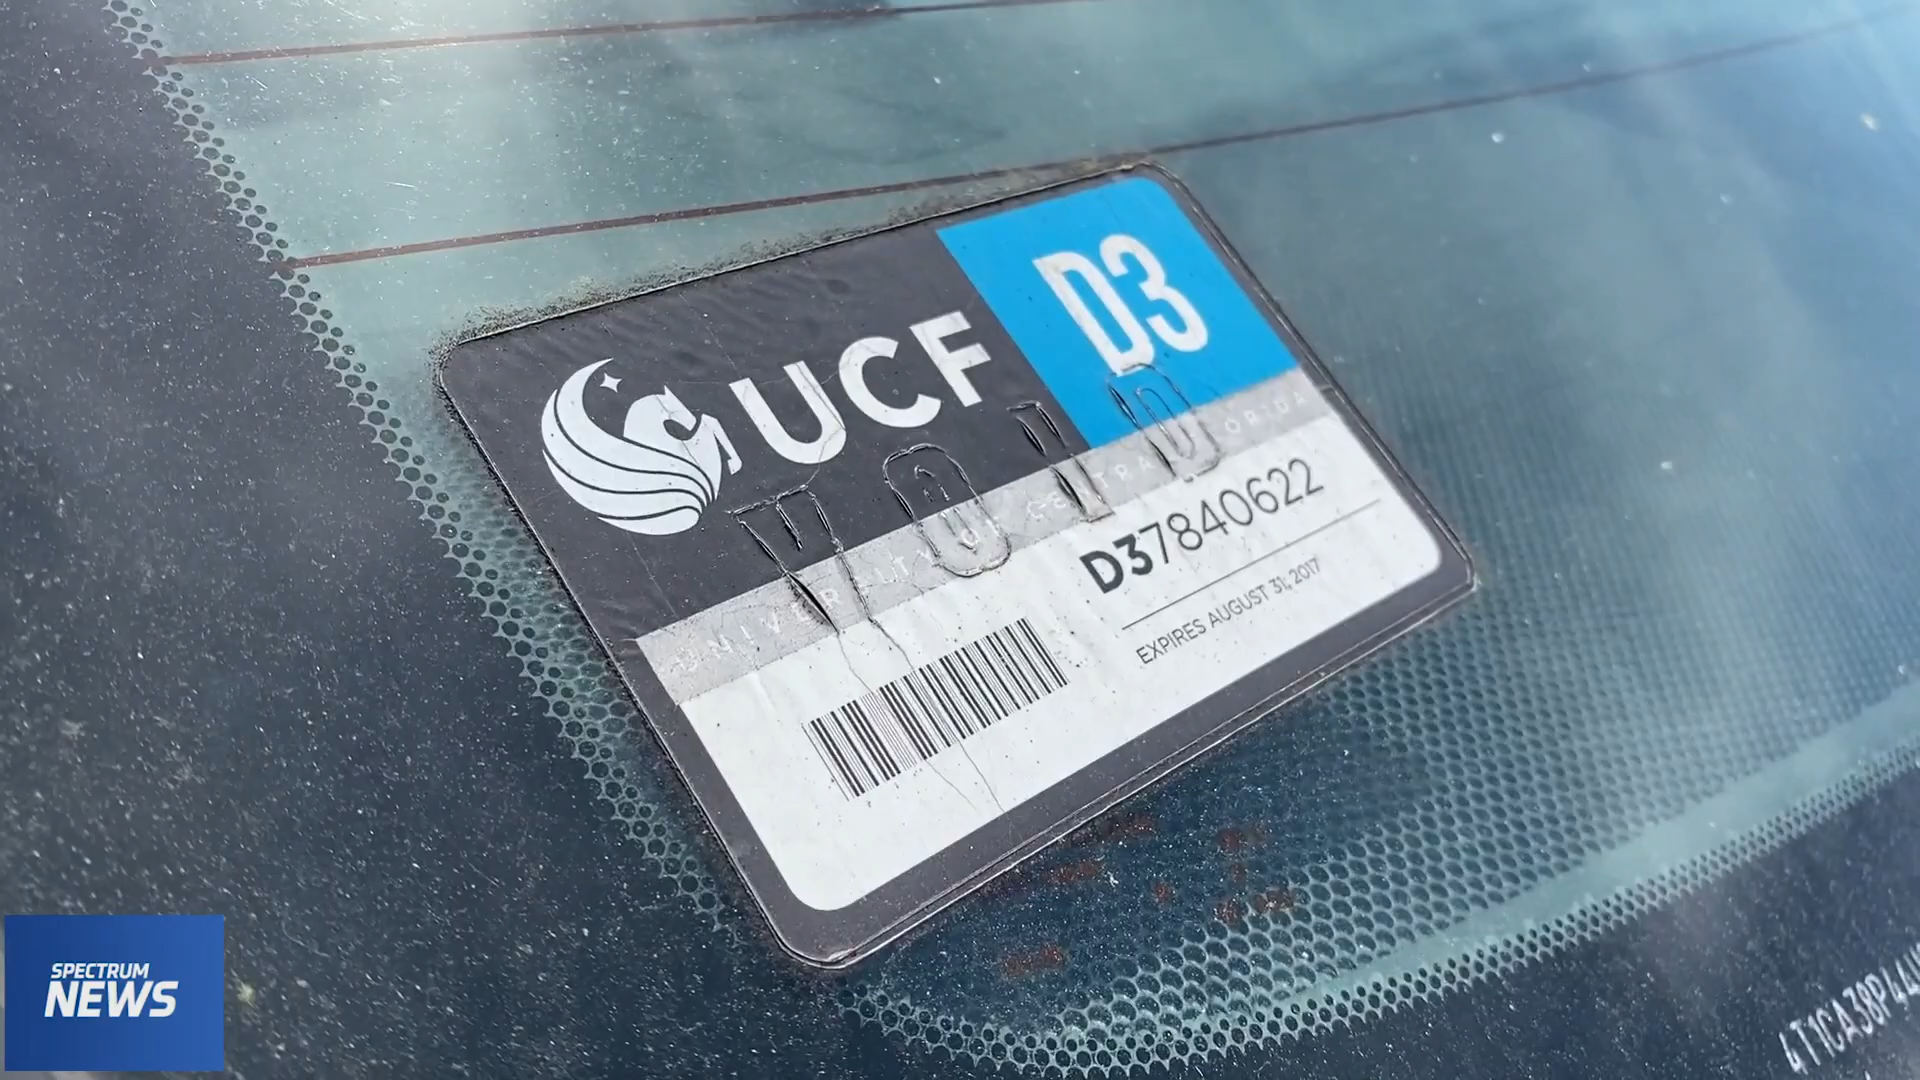 UCF
D3
VOID
UNIVERSITY OF CENTRAL FLORIDA
D37840622
EXPIRES AUGUST 31, 2017
SPECTRUM
NEWS